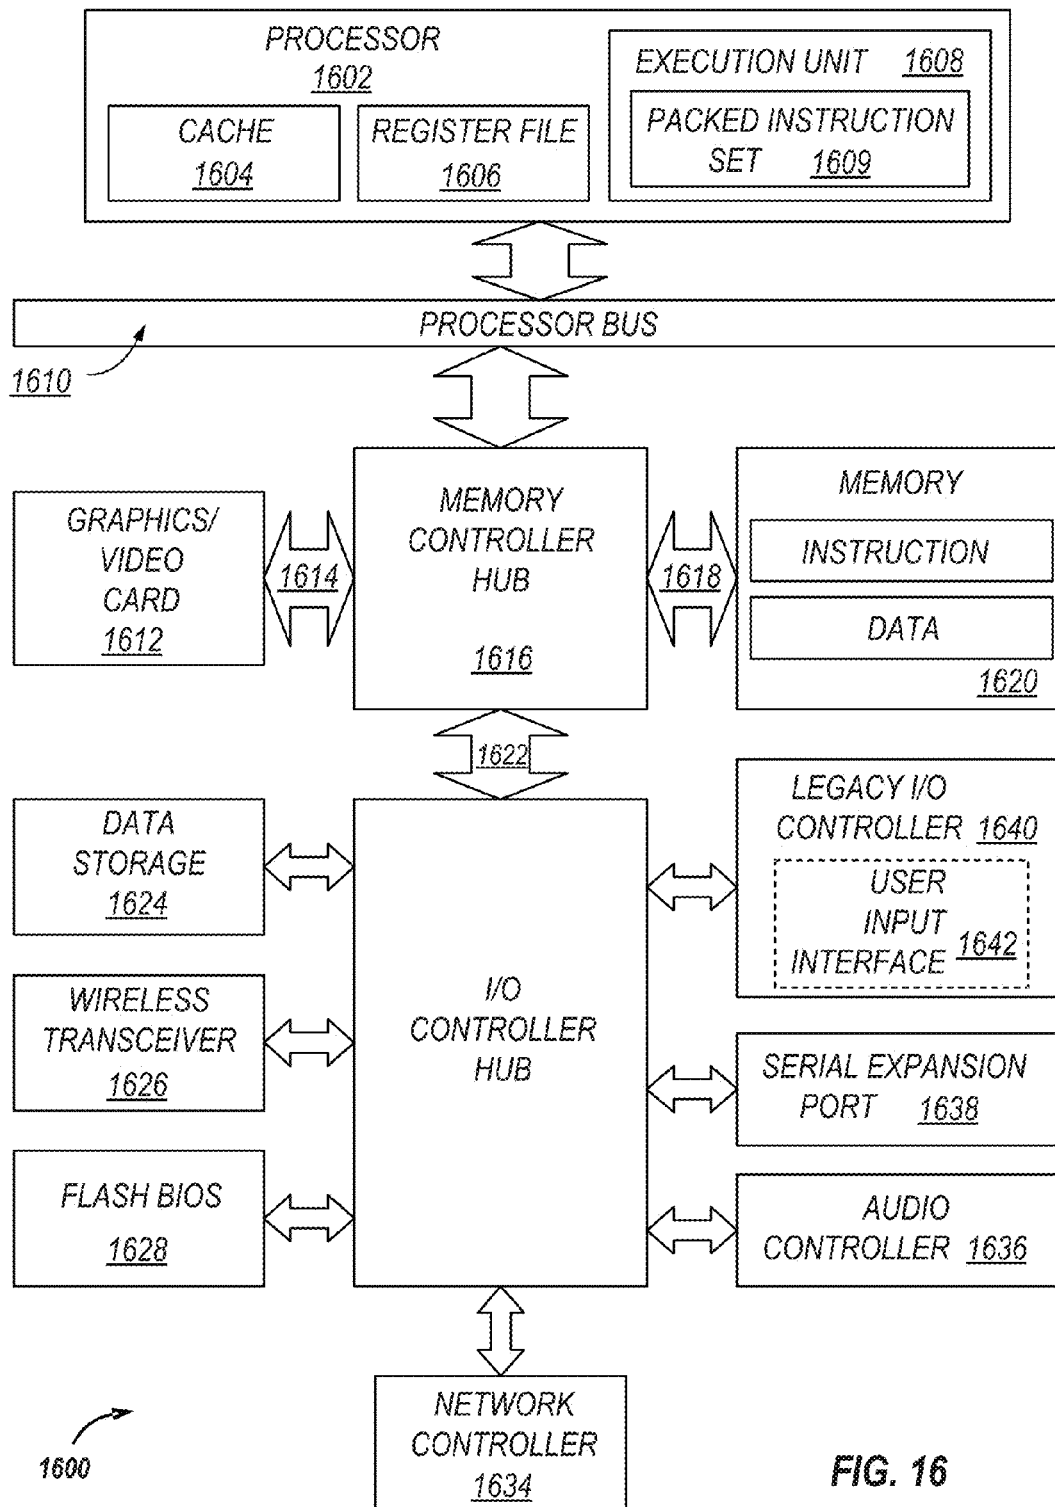 PROCESSOR
1602
CACHE
1604
REGISTER FILE
1606
EXECUTION UNIT 1608
PACKED INSTRUCTION
SET 1609
PROCESSOR BUS
1610
GRAPHICS/
VIDEO
CARD
1612
1614
MEMORY
CONTROLLER
HUB
1616
1618
MEMORY
INSTRUCTION
DATA
1620
1622
DATA
STORAGE
1624
WIRELESS
TRANSCEIVER
1626
FLASH BIOS
1628
I/O
CONTROLLER
HUB
LEGACY I/O
CONTROLLER 1640
USER
INPUT
INTERFACE 1642
SERIAL EXPANSION
PORT 1638
AUDIO
CONTROLLER 1636
NETWORK
CONTROLLER
1634
1600
FIG. 16